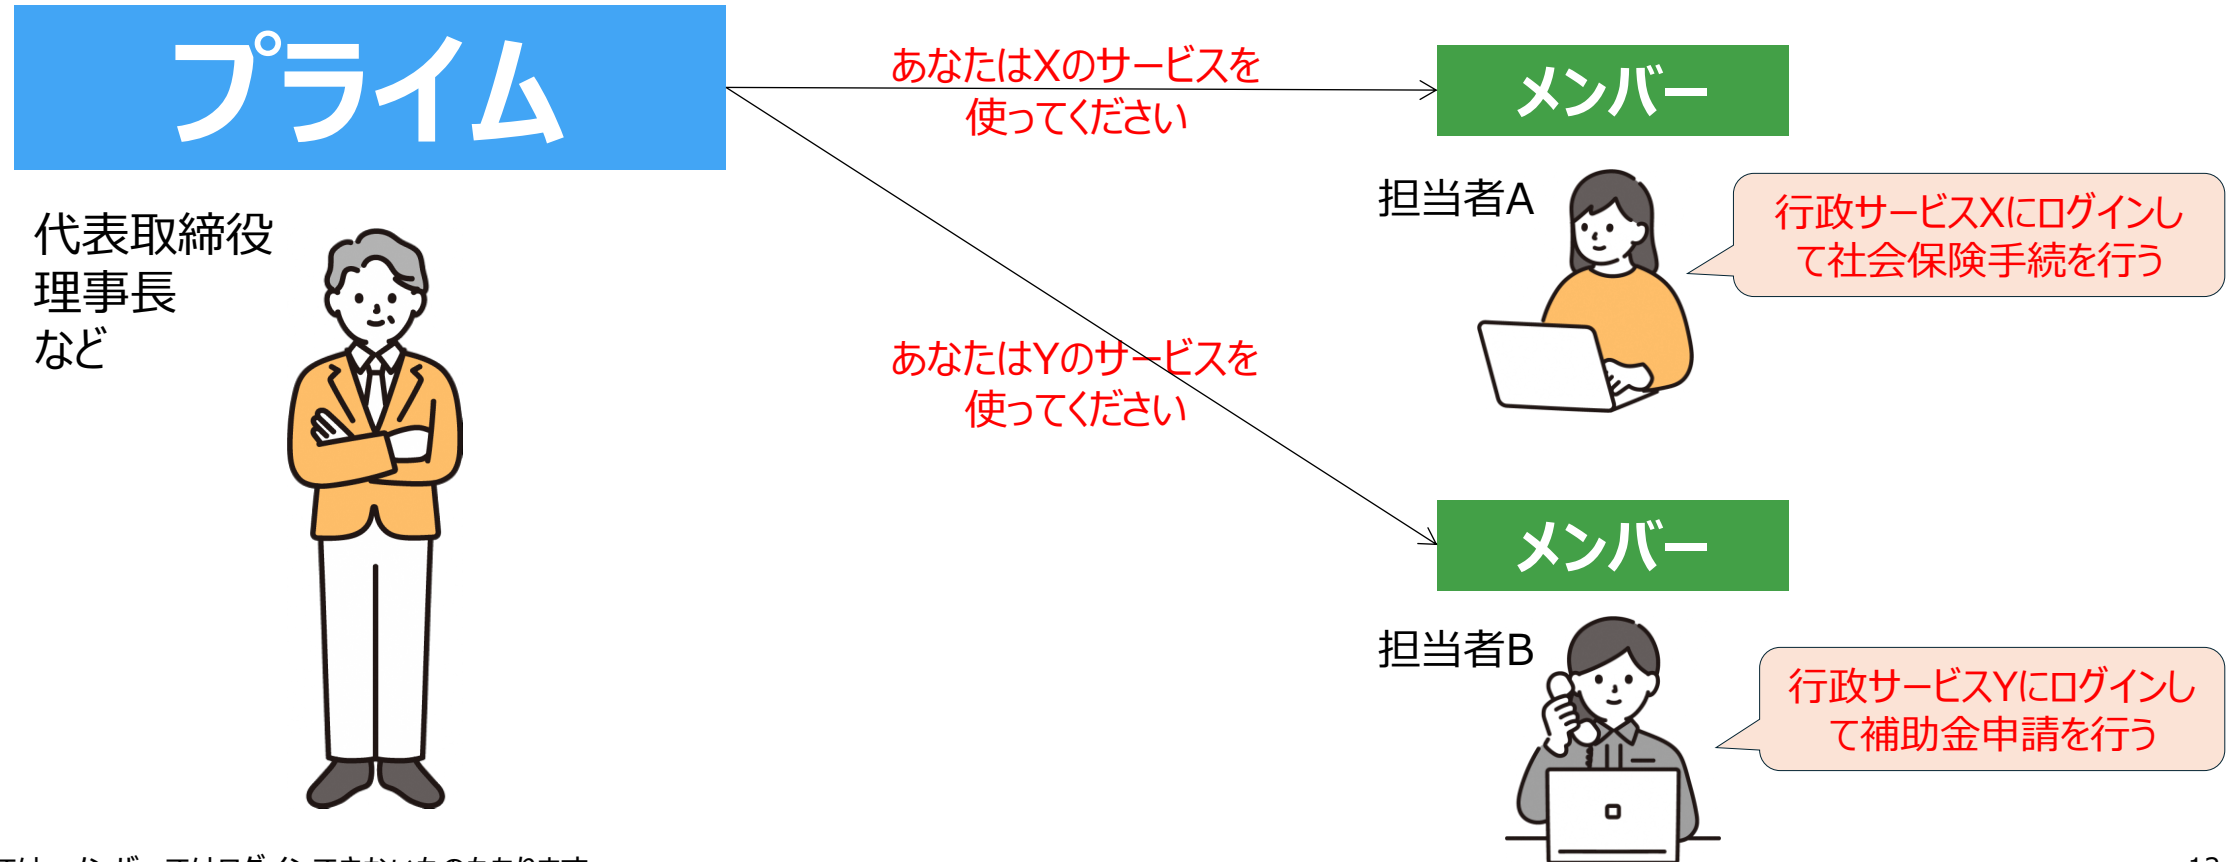 プライム
代表取締役
理事長
など
あなたはXのサービスを
使ってください
あなたはYのサービスを
使ってください
メンバー
担当者A
行政サービスXにログインし
て社会保険手続を行う
メンバー
担当者B
行政サービスYにログインし
て補助金申請を行う